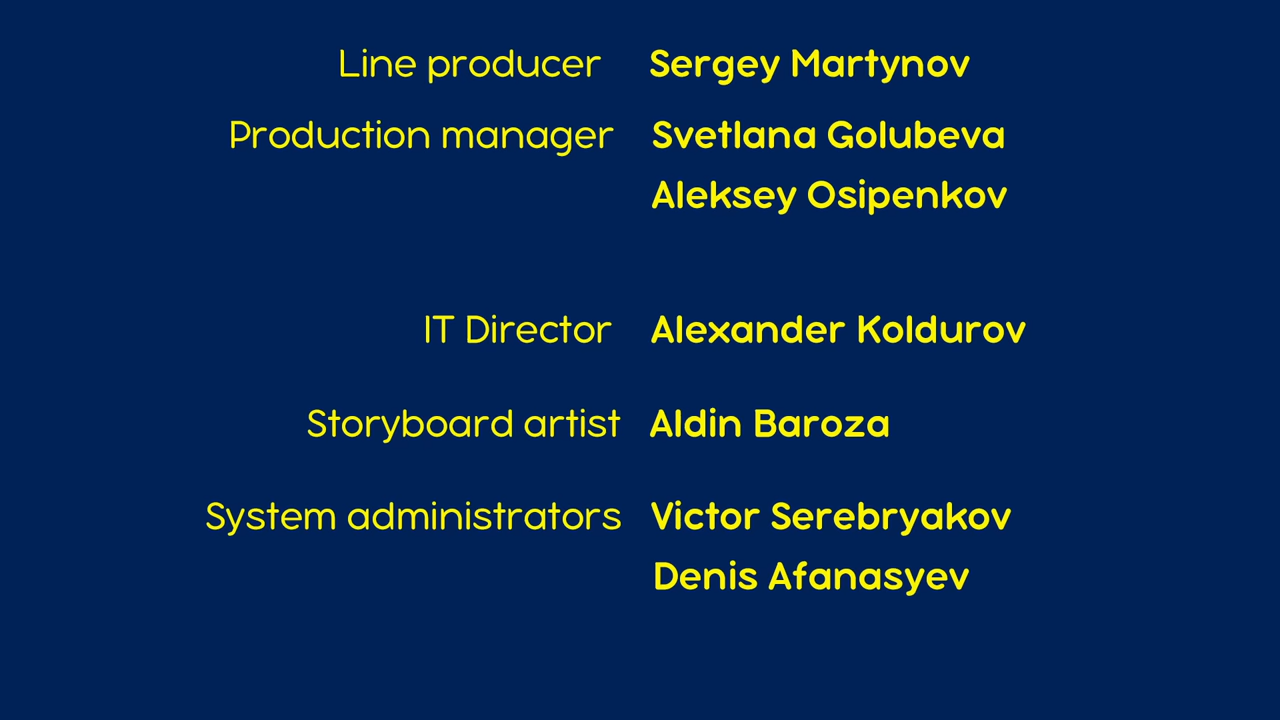 Line producer Sergey Martynov
Production manager Svetlana Golubeva
Aleksey Osipenkov
IT Director Alexander Koldurov
Storyboard artist Aldin Baroza
System administrators Victor Serebryakov
Denis Afanasyev